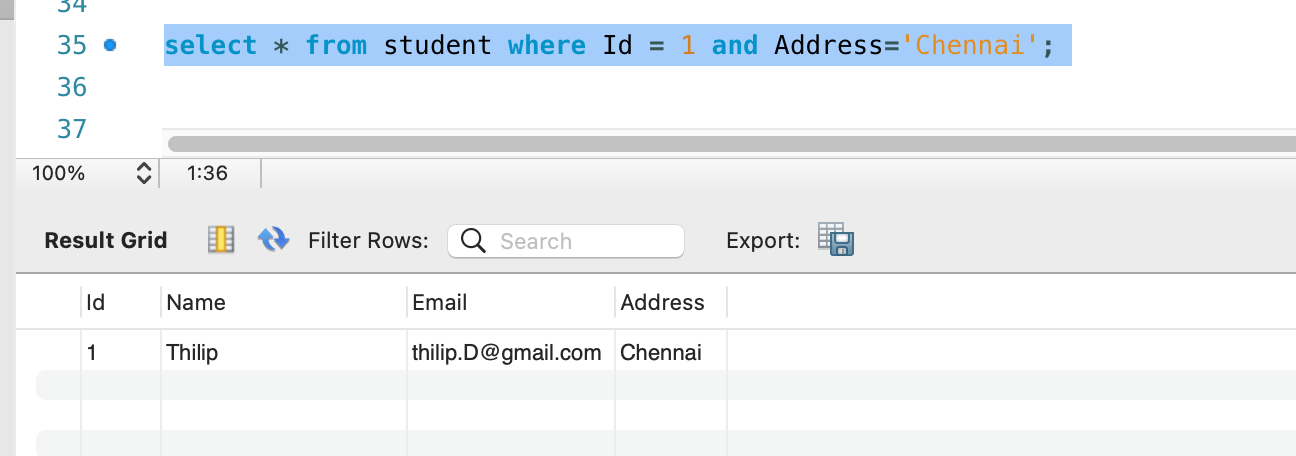 34
35 select * from student where Id = 1 and Address='Chennai';
36
37
100% 1:36
Result Grid Filter Rows: Search Export:
Id Name Email Address
1 Thilip thilip.D@gmail.com Chennai